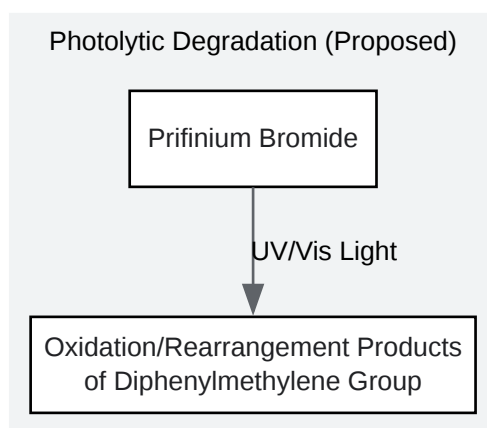 Photolytic Degradation (Proposed)
Prifinium Bromide
UV/Vis Light
Oxidation/Rearrangement Products
of Diphenylmethylene Group